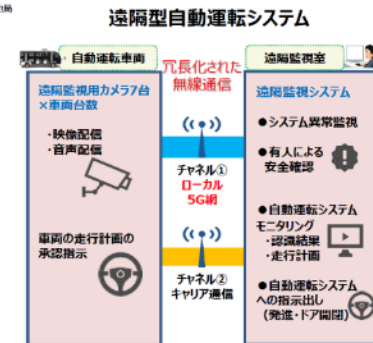 遠隔型自動運転システム
自動運転車両
冗長化された
無線通信
遠隔監視室
遠隔監視用カメラ7台
×車両台数
・映像配信
・音声配信
車両の走行計画の
承認指示
チャネル①
ローカル
5G網
チャネル②
キャリア通信
遠隔監視システム
●システム異常監視
●有人による
安全確認
●自動運転システム
モニタリング
・認識結果
・走行計画
●自動運転システム
への指示出し
(発進・ドア開閉)